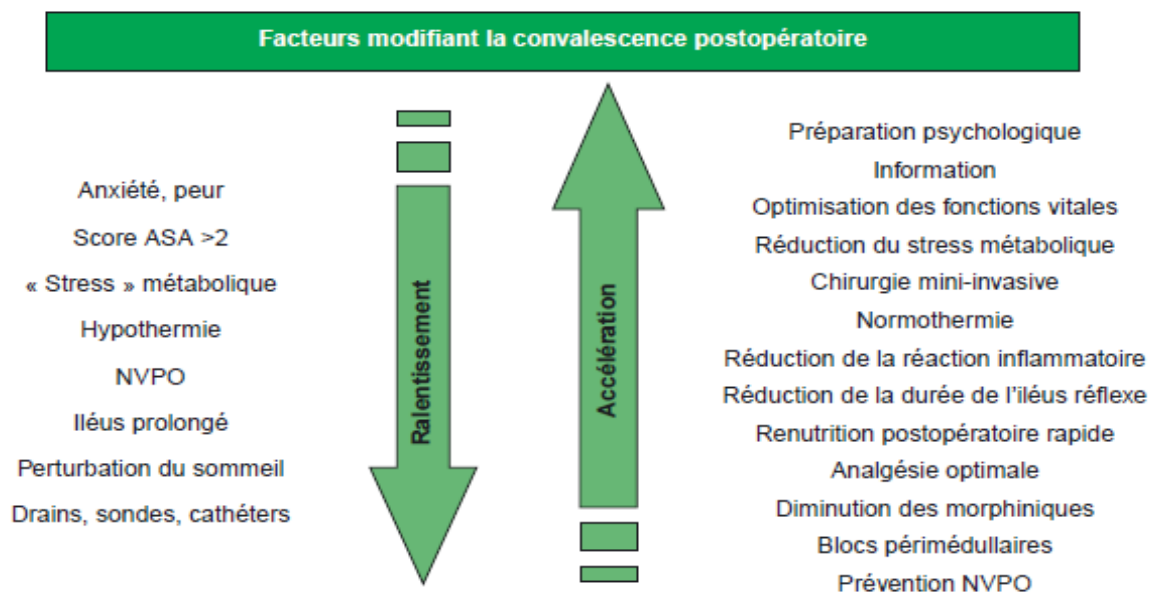 Facteurs modifiant la convalescence postopératoire
Anxiété, peur
Score ASA >2
« Stress » métabolique
Hypothermie
NVPO
Iléus prolongé
Perturbation du sommeil
Drains, sondes, cathéters
Ralentissement
Accélération
Préparation psychologique
Information
Optimisation des fonctions vitales
Réduction du stress métabolique
Chirurgie mini-invasive
Normothermie
Réduction de la réaction inflammatoire
Réduction de la durée de l'iléus réflexe
Renutrition postopératoire rapide
Analgésie optimale
Diminution des morphiniques
Blocs périmédullaires
Prévention NVPO